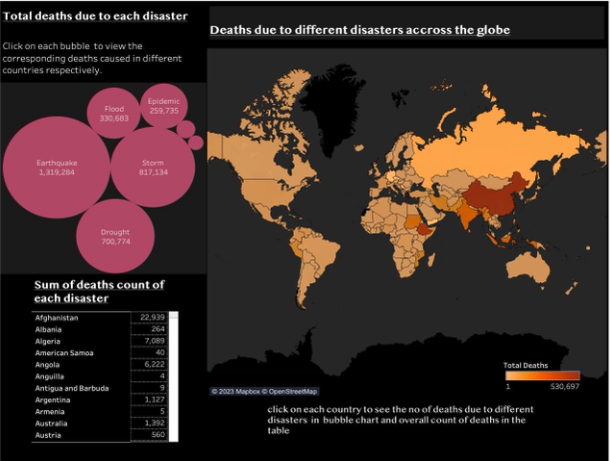 Total deaths due to each disaster
Click on each bubble to view the
corresponding deaths caused in different
countries respectively.
Flood
330,683
Epidemic
259,735
Earthquake
1,319,284
Storm
817,134
Drought
700,774
Sum of deaths count of
each disaster
Afghanistan 22,939
Albania 264
Algeria 7,089
American Samoa 40
Angola 6,222
Anguilla 4
Antigua and Barbuda 9
Argentina 1,127
Armenia 5
Australia 1,392
Austria 560
Deaths due to different disasters accross the globe
Total Deaths
1 530,697
© 2023 Mapbox © OpenStreetMap
click on each country to see the no of deaths due to different
disasters in bubble chart and overall count of deaths in the
table